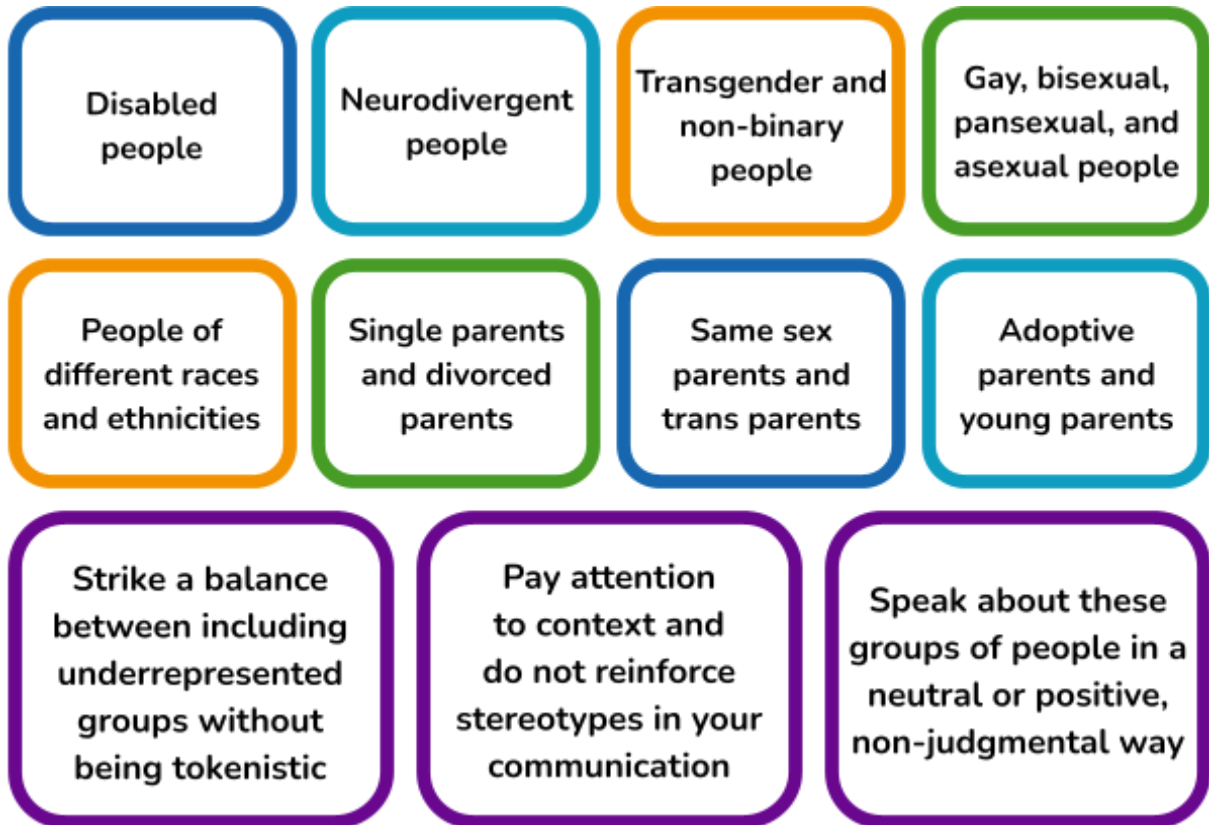 Disabled
people
Neurodivergent
people
Transgender and
non-binary
people
Gay, bisexual,
pansexual, and
asexual people
People of
different races
and ethnicities
Single parents
and divorced
parents
Same sex
parents and
trans parents
Adoptive
parents and
young parents
Strike a balance
between including
underrepresented
groups without
being tokenistic
Pay attention
to context and
do not reinforce
stereotypes in your
communication
Speak about these
groups of people in a
neutral or positive,
non-judgmental way